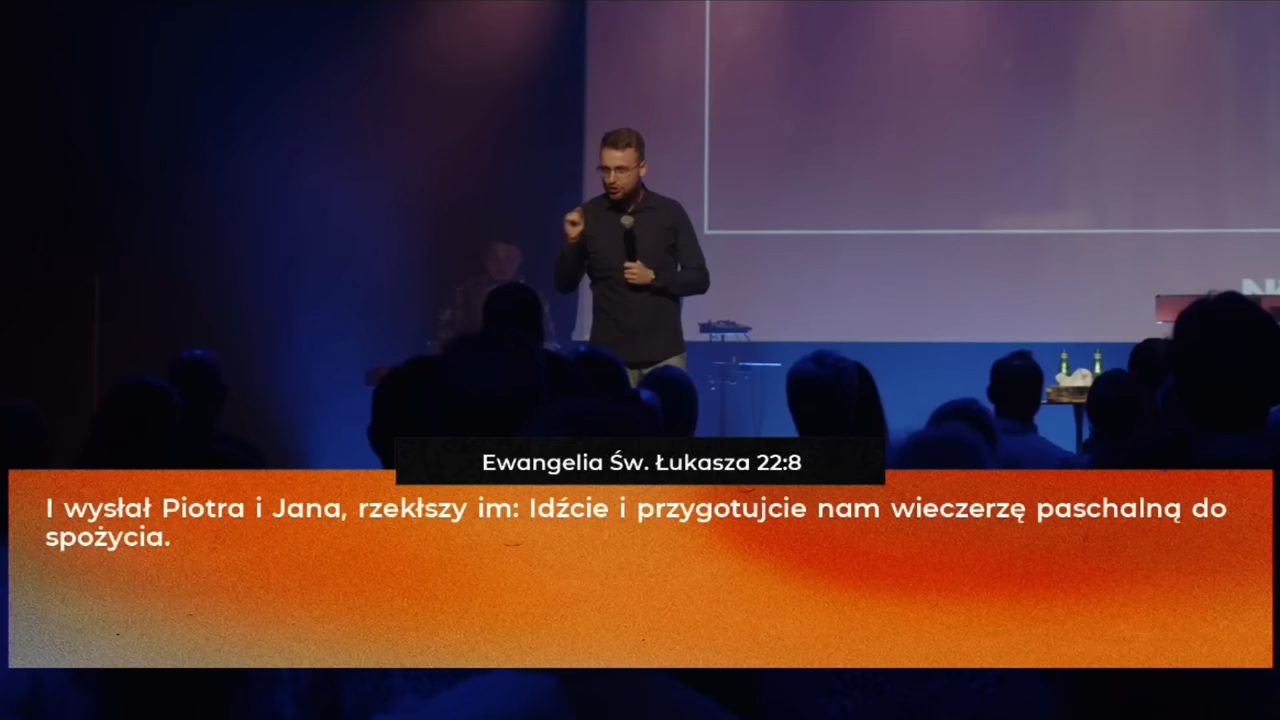 Ewangelia Św. Łukasza 22:8
I wysłał Piotra i Jana, rzekłszy im: Idźcie i przygotujcie nam wieczerzę paschalną do
spożycia.